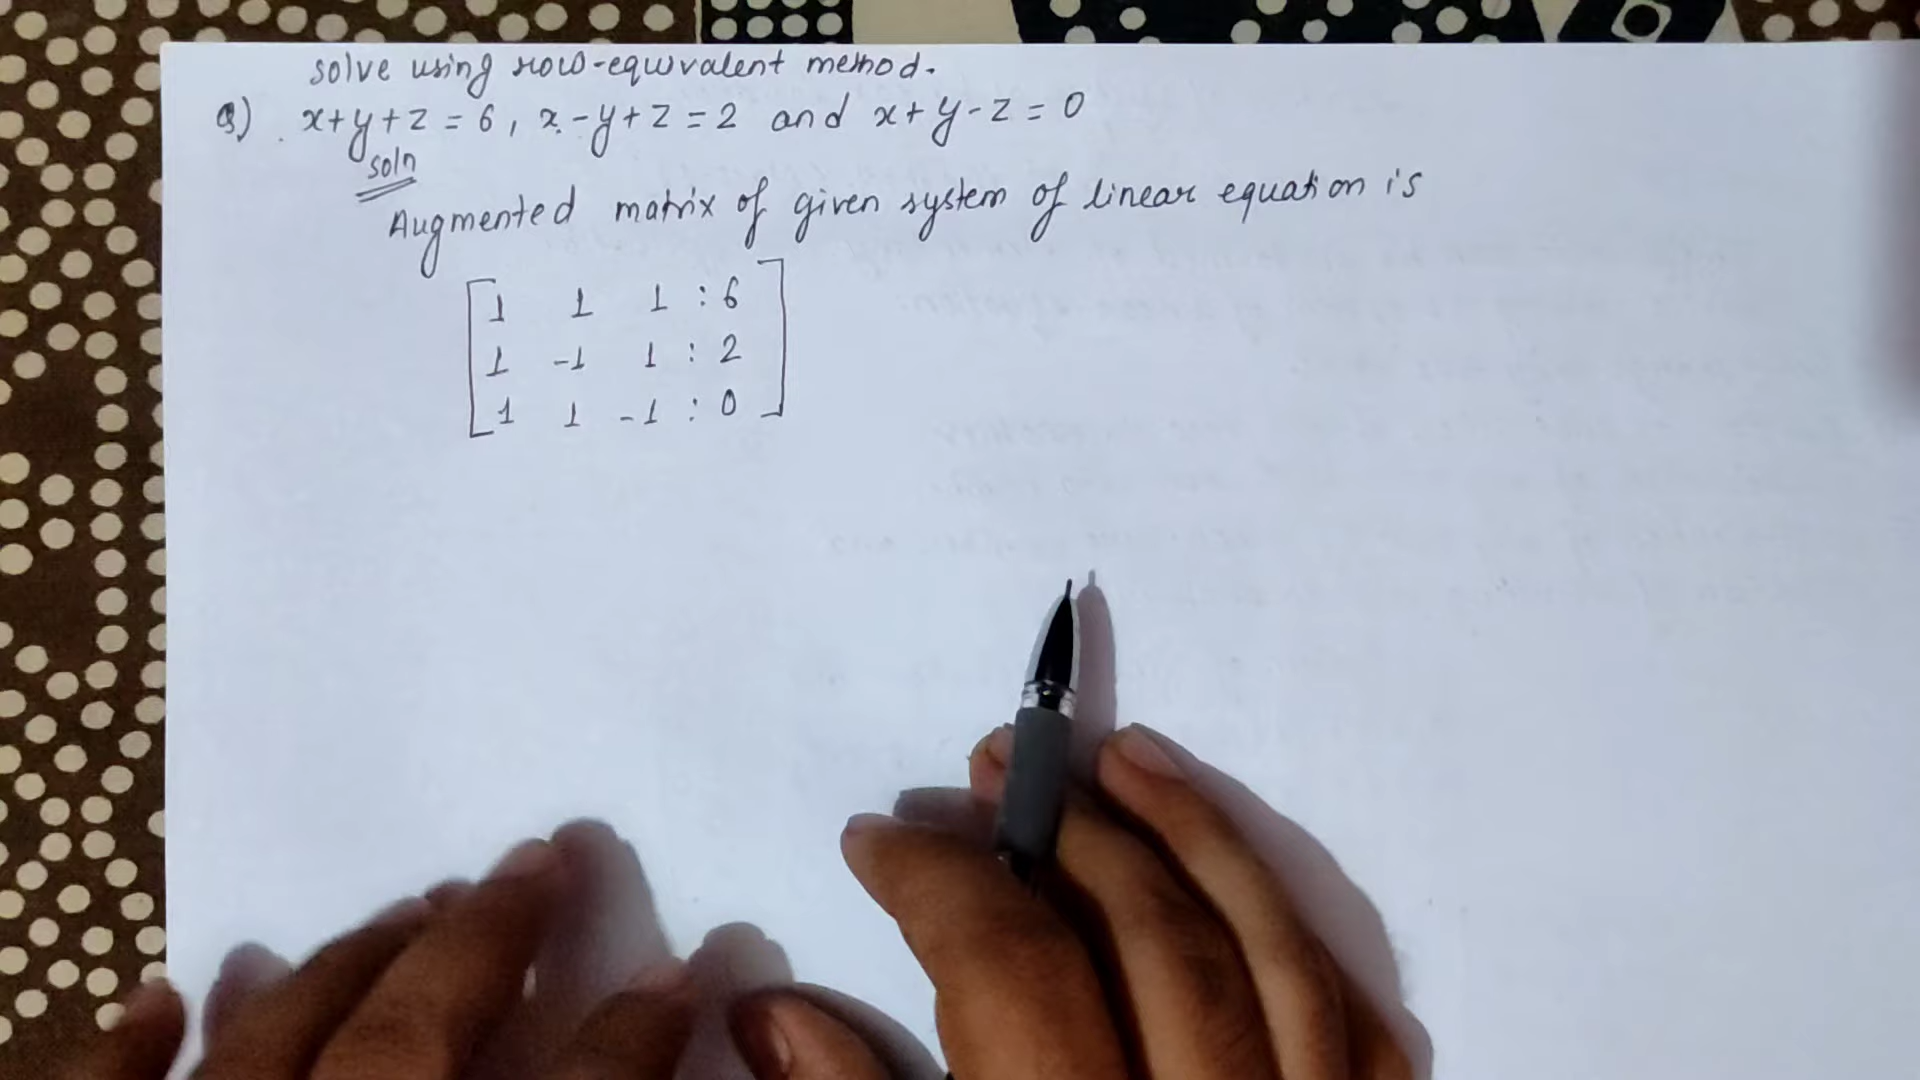 solve using row-equivalent method.
Q) x+y+z = 6, x-y+z = 2 and x+y-z = 0
soln
Augmented matrix of given system of linear equation is
1 1 1 : 6
1 -1 1 : 2
1 1 -1 : 0